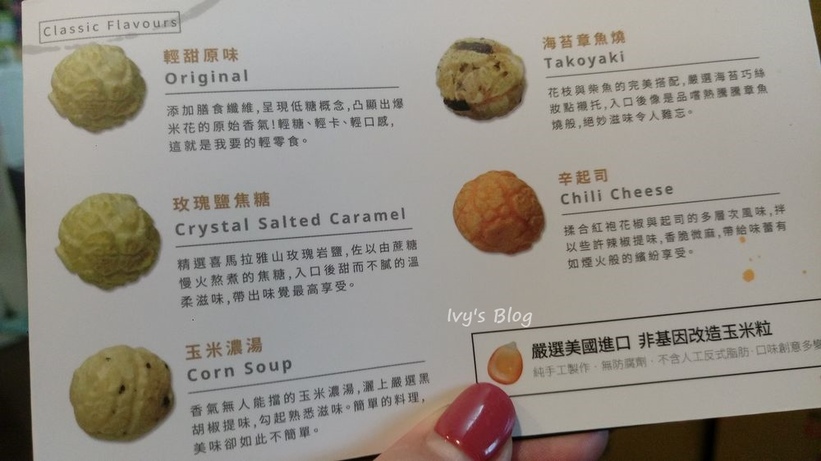 Classic Flavours
輕甜原味
Original
添加膳食纖維,呈現低糖概念,凸顯出爆
米花的原始香氣!輕糖、輕卡、輕口感,
這就是我要的輕零食。
玫瑰鹽焦糖
Crystal Salted Caramel
精選喜馬拉雅山玫瑰岩鹽,佐以由蔗糖
慢火熬煮的焦糖,入口後甜而不膩的溫
柔滋味,帶出味覺最高享受。
玉米濃湯
Corn Soup
香氣無人能擋的玉米濃湯,灑上嚴選黑
胡椒提味,勾起熟悉滋味。簡單的料理,
美味卻如此不簡單。
海苔章魚燒
Takoyaki
花枝與柴魚的完美搭配,嚴選海苔巧絲
妝點襯托,入口後像是品嚐熱騰騰章魚
燒般,絕妙滋味令人難忘。
辛起司
Chili Cheese
揉合紅袍花椒與起司的多層次風味,拌
以些許辣椒提味,香脆微麻,帶給味蕾有
如煙火般的繽紛享受。
Ivy's Blog
嚴選美國進口 非基因改造玉米粒
純手工製作．無防腐劑．不含人工反式脂肪．口味創意多變